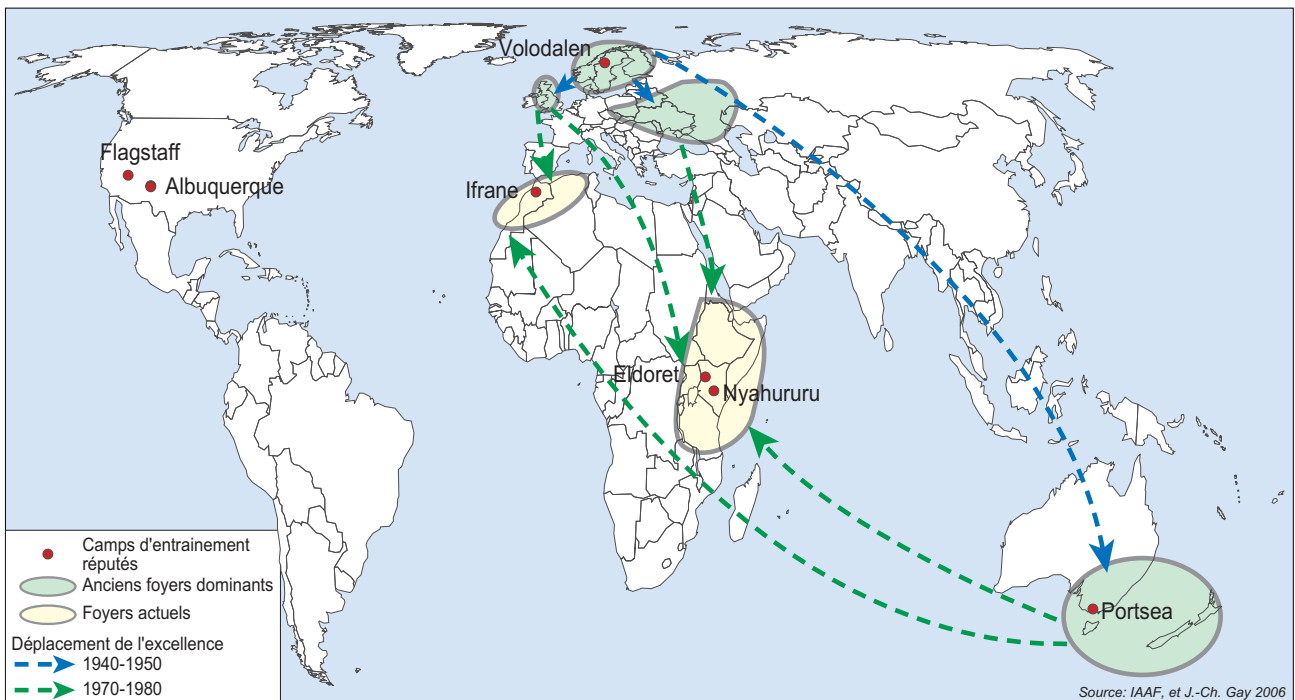 Volodalen
Flagstaff
Albuquerque
Ifrane
Eldoret
Nyahururu
Portsea
Camps d'entrainement
réputés
Anciens foyers dominants
Foyers actuels
Déplacement de l'excellence
1940-1950
1970-1980
Source: IAAF, et J.-Ch. Gay 2006